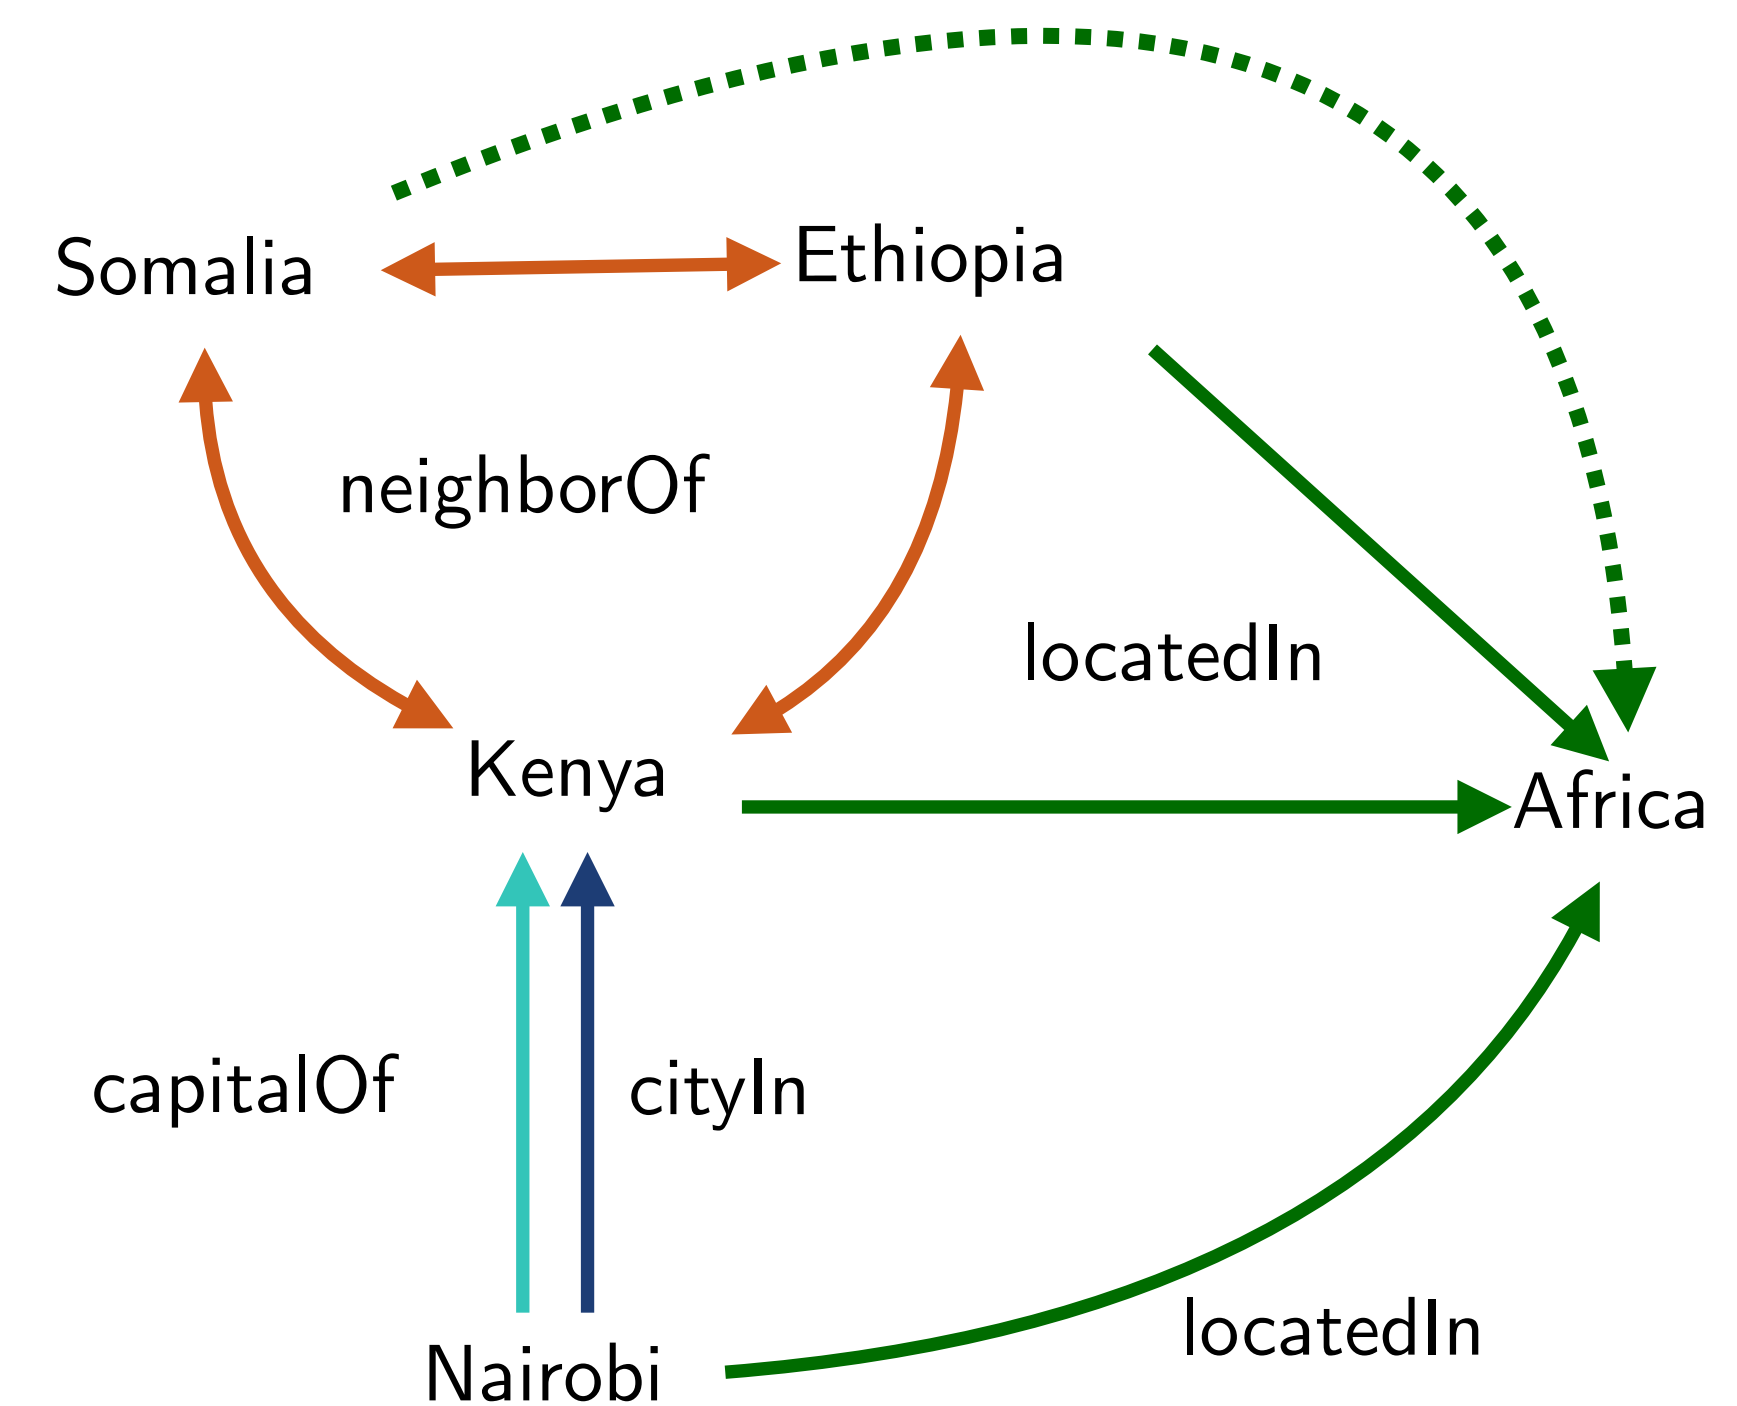 Somalia
Ethiopia
neighborOf
locatedIn
Kenya
Africa
capitalOf
cityIn
locatedIn
Nairobi